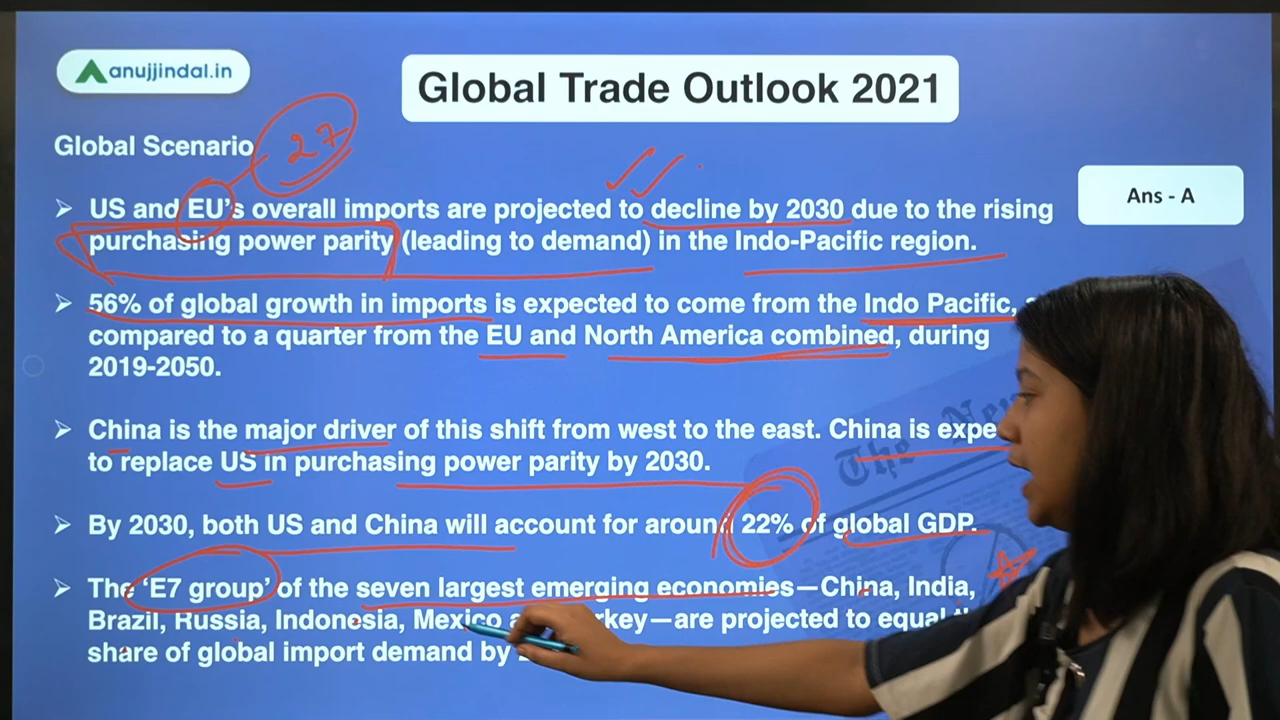 anujjindal.in
Global Trade Outlook 2021
Global Scenario
27
US and EU's overall imports are projected to decline by 2030 due to the rising
purchasing power parity (leading to demand) in the Indo-Pacific region.
Ans - A
56% of global growth in imports is expected to come from the Indo Pacific,
compared to a quarter from the EU and North America combined, during
2019-2050.
China is the major driver of this shift from west to the east. China is
to replace US in purchasing power parity by 2030.
By 2030, both US and China will account for around 22% of global GDP.
The 'E7 group' of the seven largest emerging economies—China, India,
Brazil, Russia, Indonesia, Mexico —are projected to equal
share of global import demand by
The